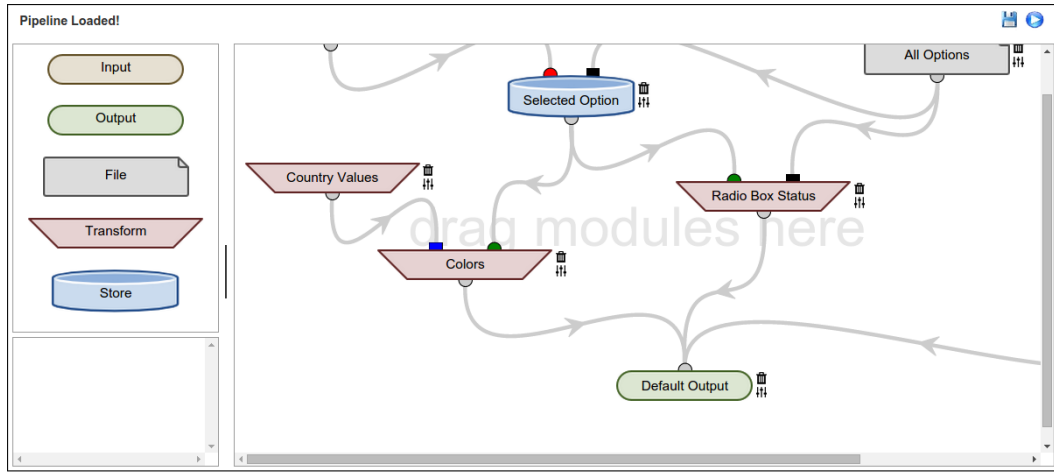 Pipeline Loaded!
Input
Output
File
Transform
Store
All Options
Selected Option
Country Values
Radio Box Status
drag modules here
Colors
Default Output